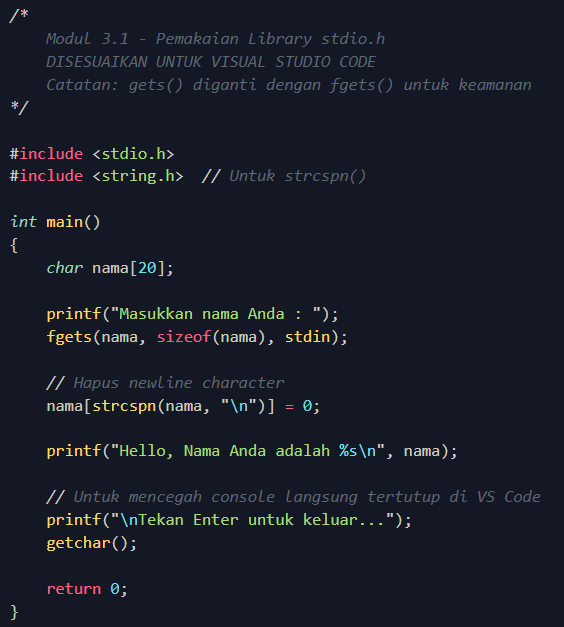 /*
    Modul 3.1 - Pemakaian Library stdio.h
    DISESUAIKAN UNTUK VISUAL STUDIO CODE
    Catatan: gets() diganti dengan fgets() untuk keamanan
*/

#include <stdio.h>
#include <string.h>  // Untuk strcspn()

int main()
{
    char nama[20];

    printf("Masukkan nama Anda : ");
    fgets(nama, sizeof(nama), stdin);

    // Hapus newline character
    nama[strcspn(nama, "\n")] = 0;

    printf("Hello, Nama Anda adalah %s\n", nama);

    // Untuk mencegah console langsung tertutup di VS Code
    printf("\nTekan Enter untuk keluar...");
    getchar();

    return 0;
}